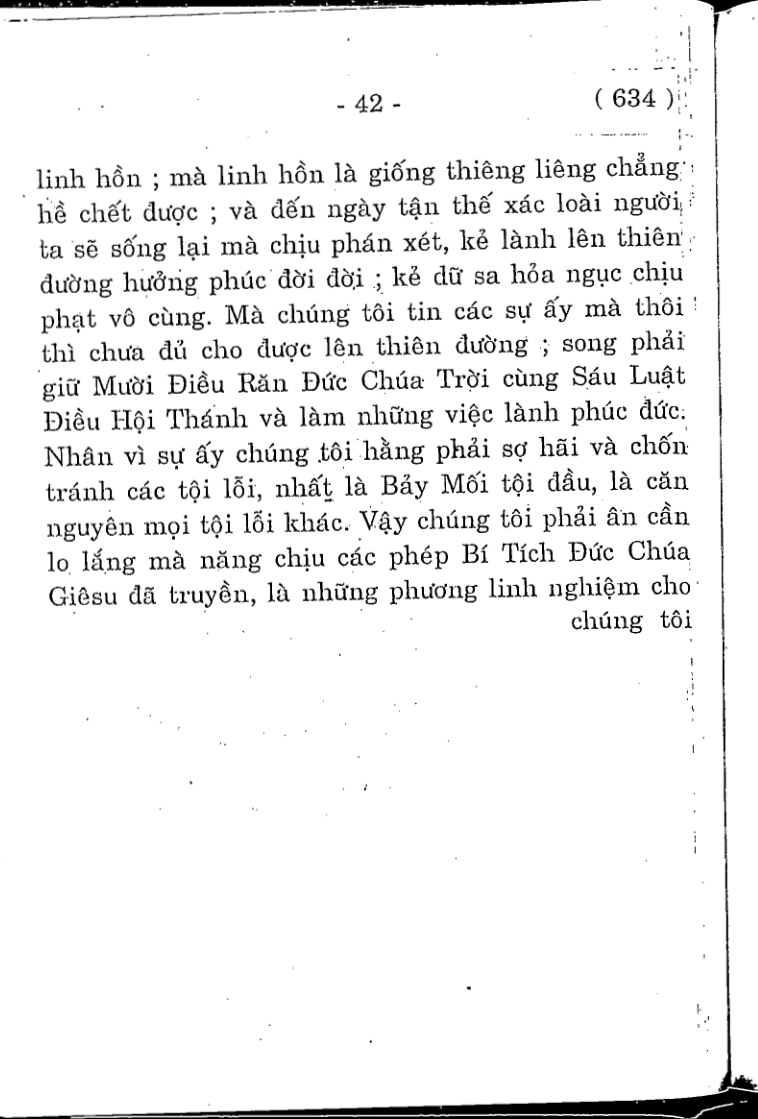 - 42 -
( 634 )
linh hồn ; mà linh hồn là giống thiêng liêng chẳng
hề chết được ; và đến ngày tận thế xác loài người
ta sẽ sống lại mà chịu phán xét, kẻ lành lên thiên
đường hưởng phúc đời đời ; kẻ dữ sa hỏa ngục chịu
phạt vô cùng. Mà chúng tôi tin các sự ấy mà thôi
thì chưa đủ cho được lên thiên đường ; song phải
giữ Mười Điều Răn Đức Chúa Trời cùng Sáu Luật
Điều Hội Thánh và làm những việc lành phúc đức.
Nhân vì sự ấy chúng tôi hằng phải sợ hãi và chốn
tránh các tội lỗi, nhất là Bảy Mối tội đầu, là căn
nguyên mọi tội lỗi khác. Vậy chúng tôi phải ân cần
lo lắng mà năng chịu các phép Bí Tích Đức Chúa
Giêsu đã truyền, là những phương linh nghiệm cho
chúng tôi